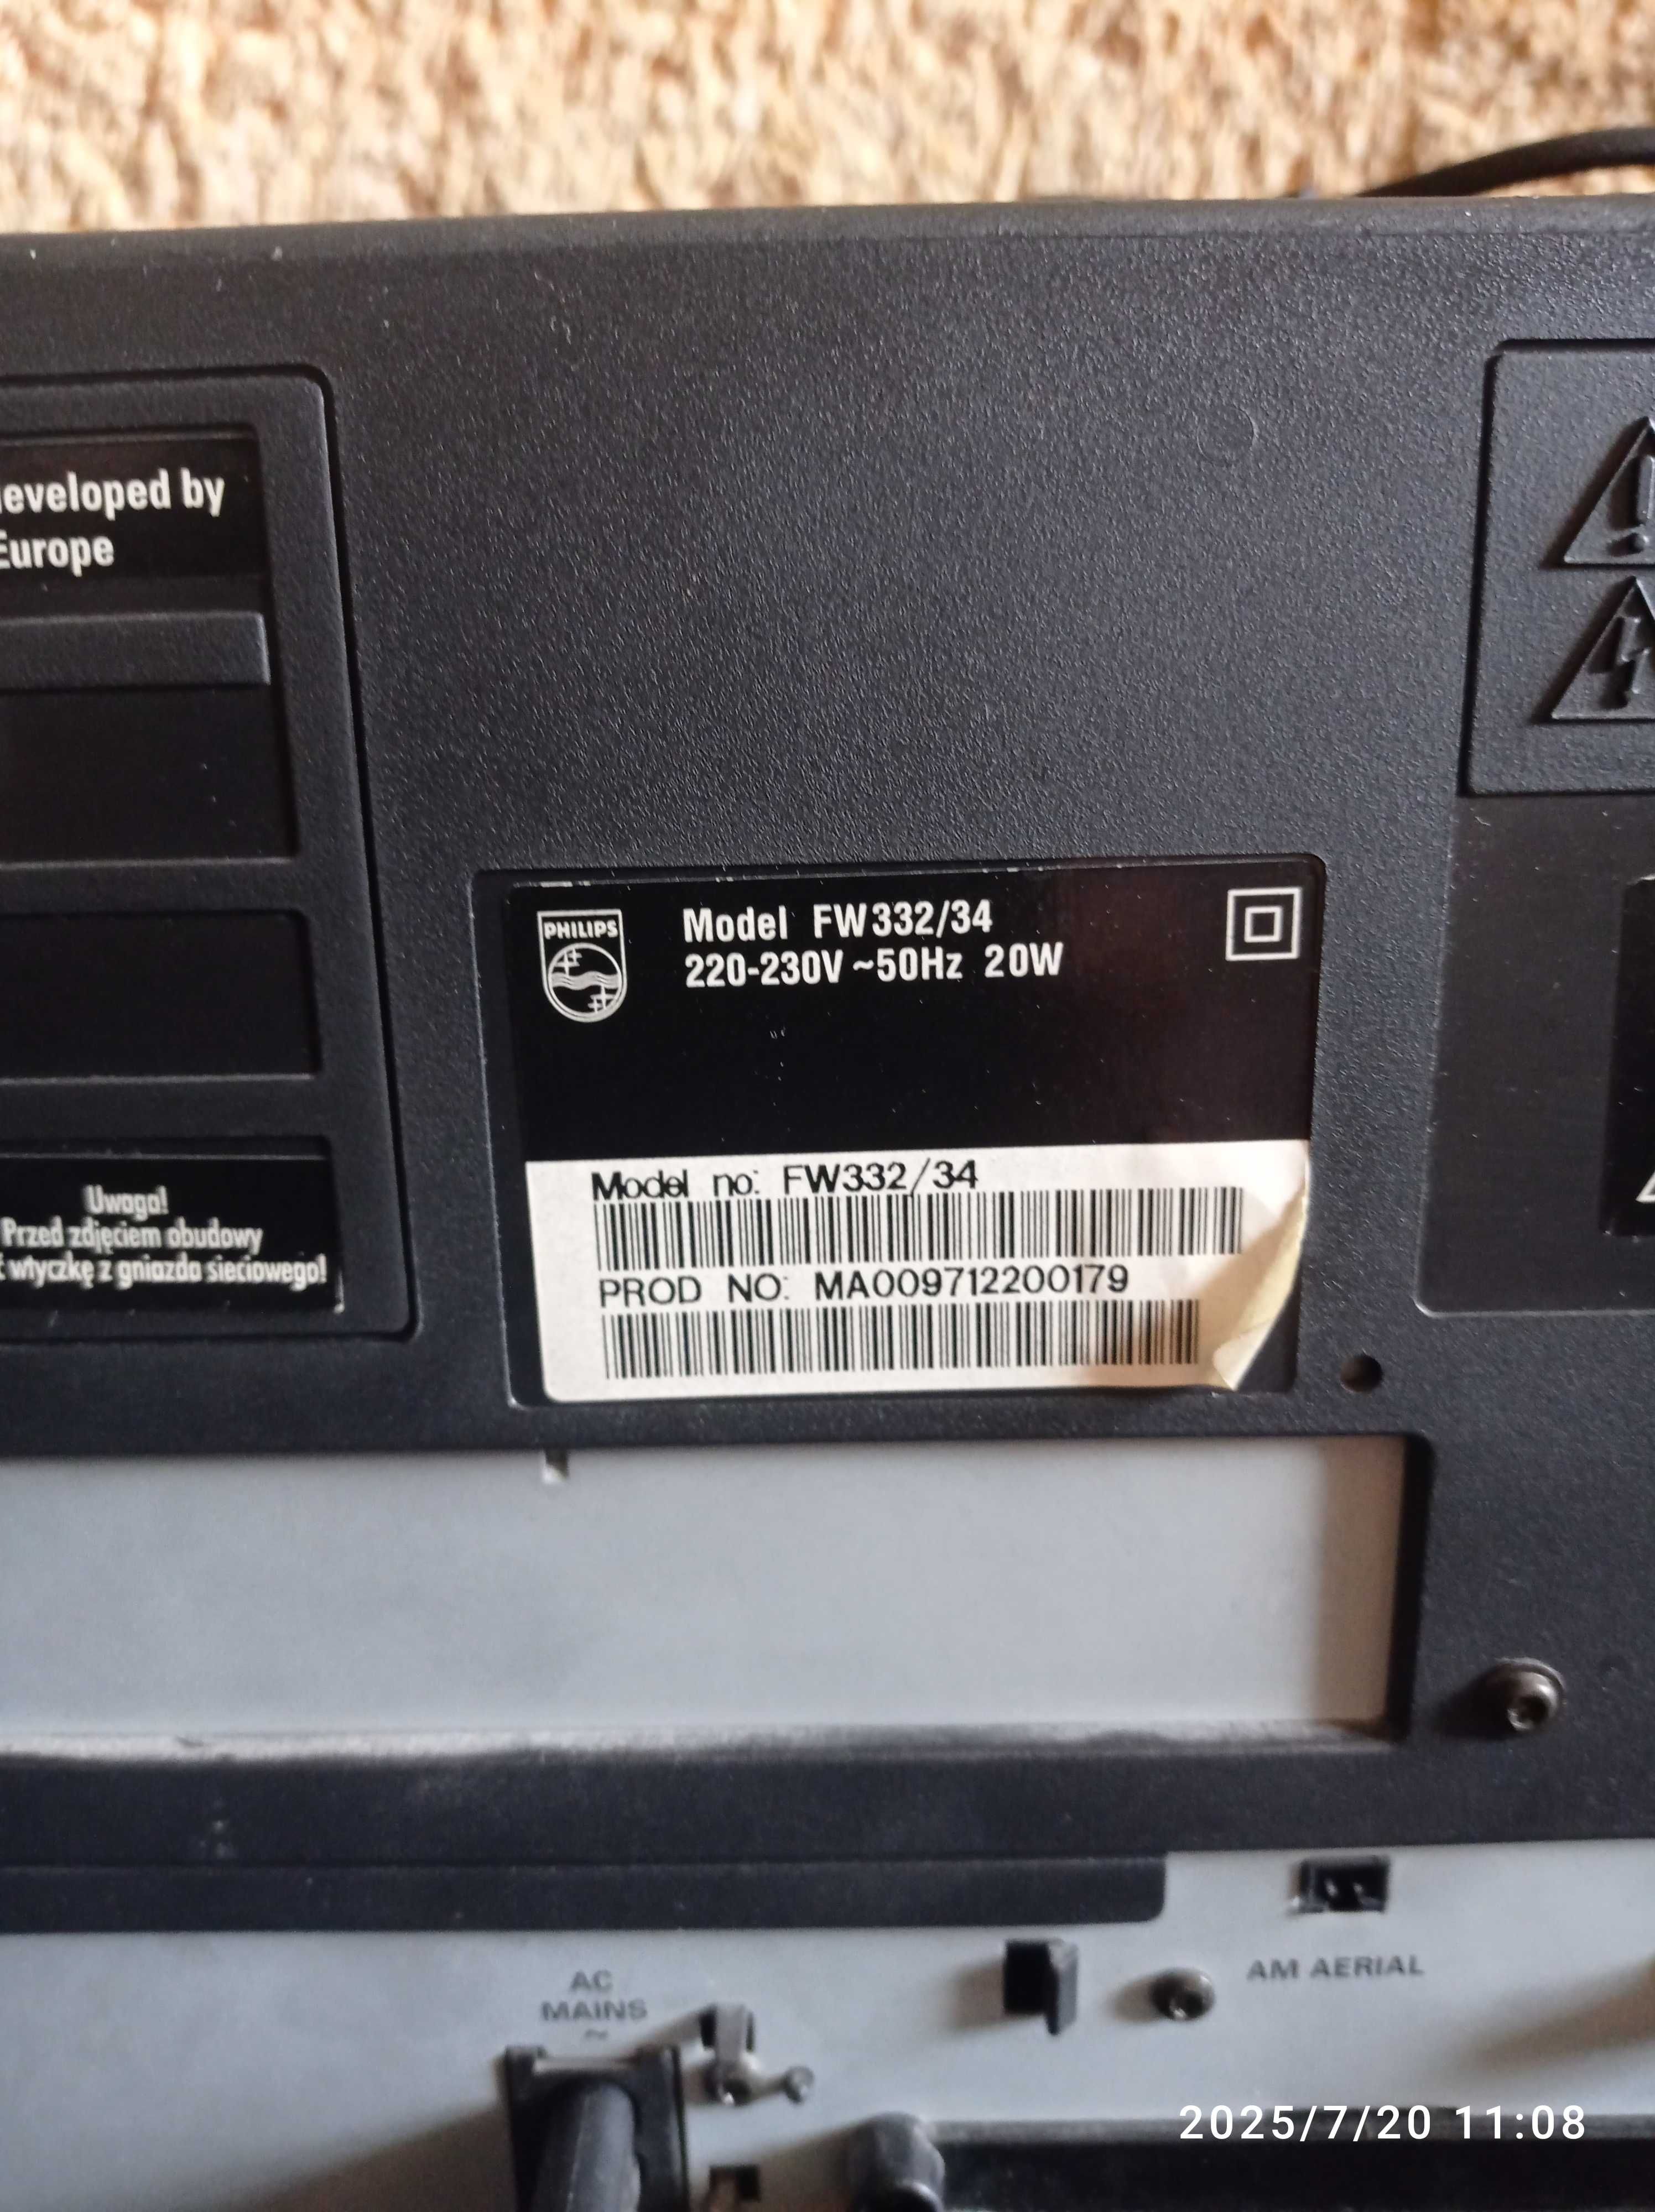 developed by
Europe
PHILIPS
Model FW332/34
220-230V ~50Hz 20W
Model no: FW332/34
PROD NO: MA009712200179
Uwaga!
Przed zdjęciem obudowy
wtyczkę z gniazda sieciowego!
AC
MAINS
~
AM AERIAL
2025/7/20 11:08